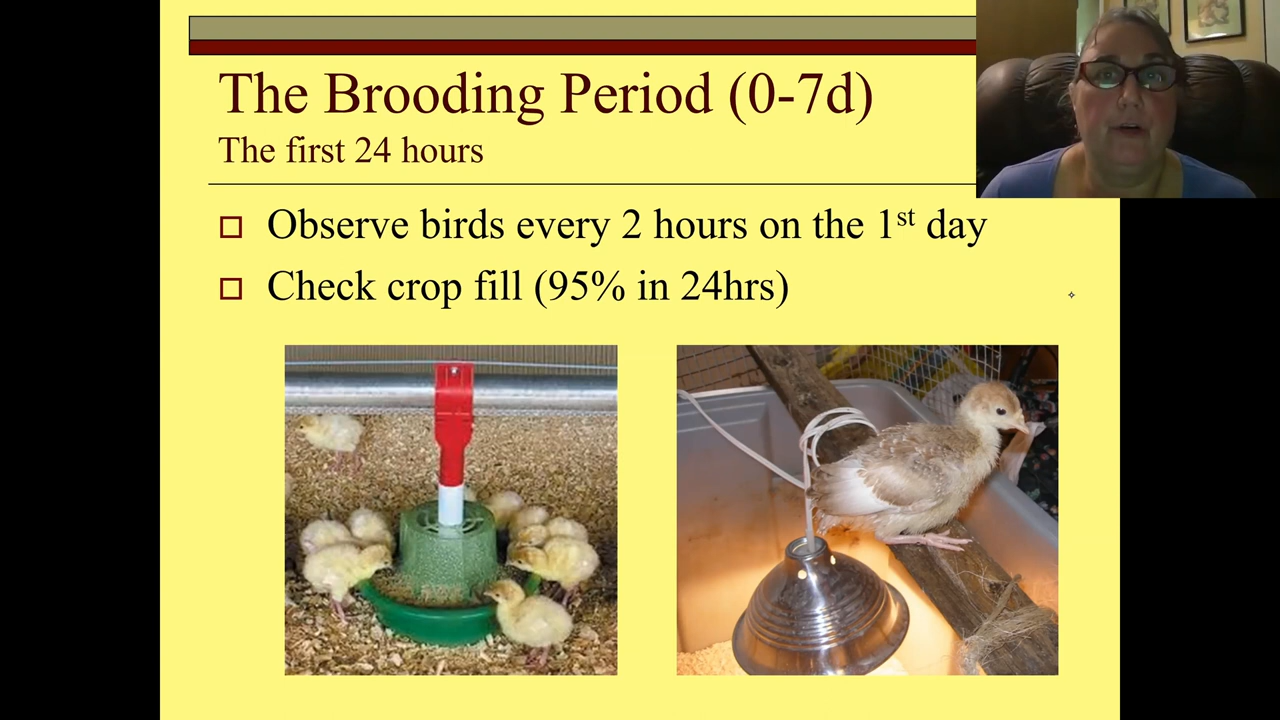 The Brooding Period (0-7d)
The first 24 hours
Observe birds every 2 hours on the 1st day
Check crop fill (95% in 24hrs)